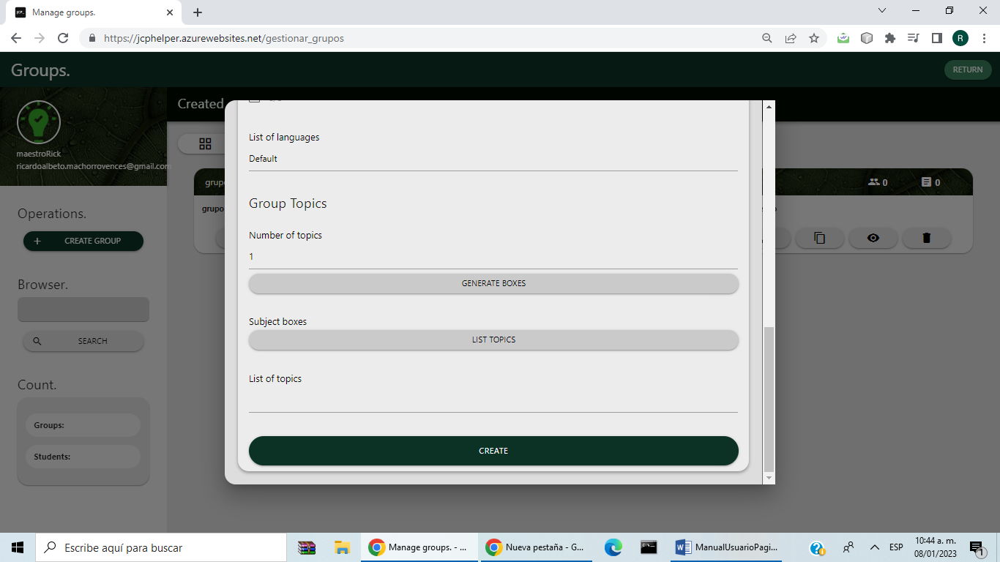 Manage groups.
https://jcphelper.azurewebsites.net/gestionar_grupos
R
Groups.
RETURN
maestroRick
ricardoalbeto.machorrovences@gmail.com
Operations.
CREATE GROUP
Browser.
SEARCH
Count.
Groups:
Students:
Created
grupo
0
0
grupo
List of languages
Default
Group Topics
Number of topics
1
GENERATE BOXES
Subject boxes
LIST TOPICS
List of topics
CREATE
Escribe aquí para buscar
Manage groups. - ...
Nueva pestaña - G...
ManualUsuarioPagi...
ESP
10:44 a. m.
08/01/2023
1